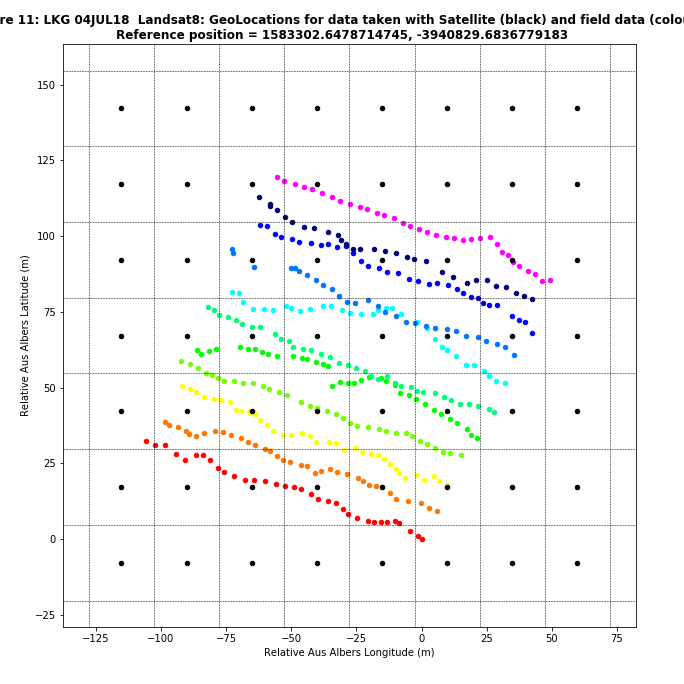 re 11: LKG 04JUL18 Landsat8: GeoLocations for data taken with Satellite (black) and field data (colou
Reference position = 1583302.6478714745, -3940829.6836779183
150
125
100
75
50
25
0
−25
Relative Aus Albers Latitude (m)
−125 −100 −75 −50 −25 0 25 50 75
Relative Aus Albers Longitude (m)